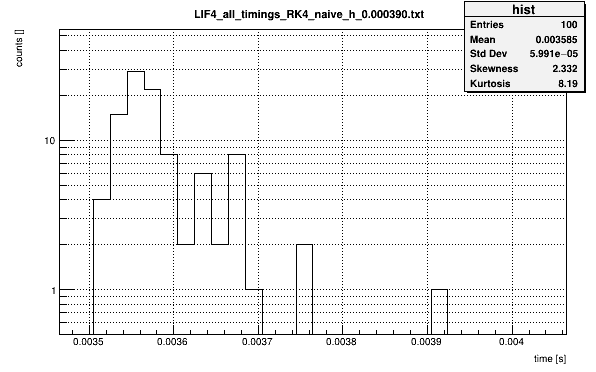 LIF4_all_timings_RK4_naive_h_0.000390.txt
hist
Entries 100
Mean 0.003585
Std Dev 5.991e−05
Skewness 2.332
Kurtosis 8.19
counts []
10
1
0.0035 0.0036 0.0037 0.0038 0.0039 0.004
time [s]